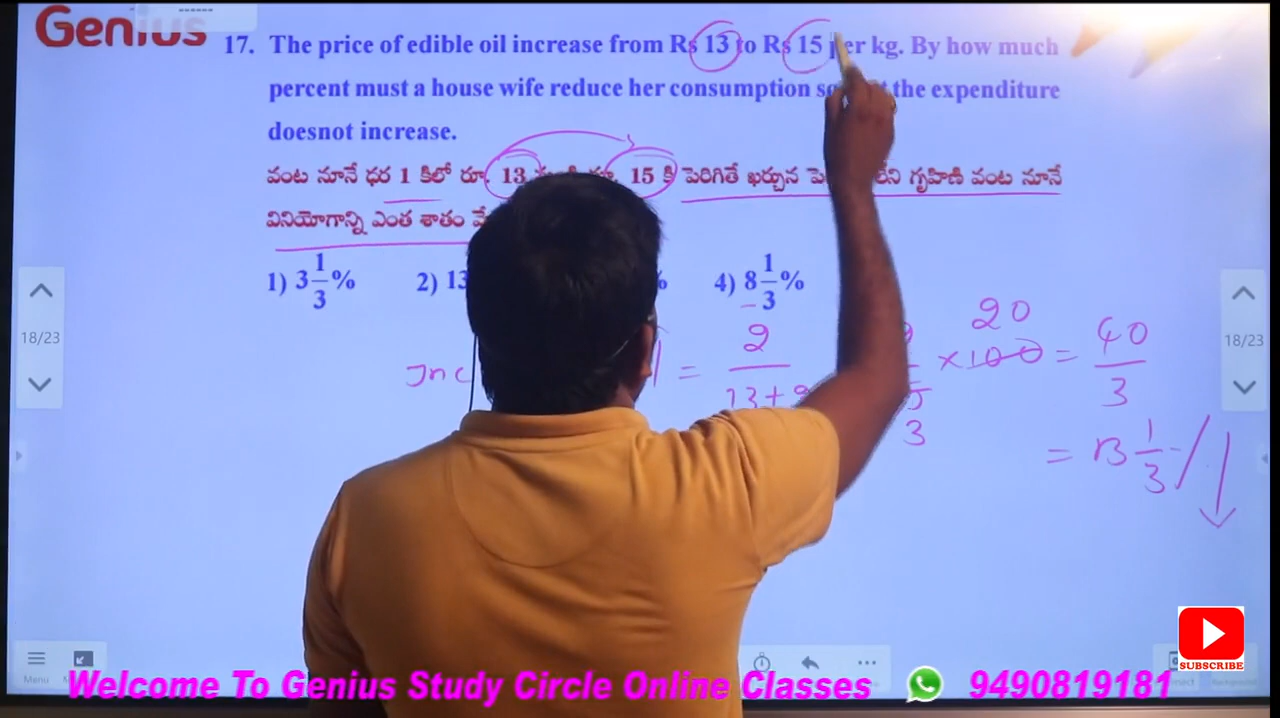 Genius
17. The price of edible oil increase from Rs 13 to Rs 15 per kg. By how much
percent must a house wife reduce her consumption so the expenditure
doesnot increase.
వంట నూనే ధర 1 కిలో రూ 13 15 కి పెరిగితే ఖర్చున గృహిణి వంట నూనే
వినియోగాన్ని ఎంత శాతం
1) 3 1/3 % 2) 13 % 4) 8 1/3 %
Inc = 2/13+2 ×100 20 = 40/3
3
= 13 1/3
18/23
18/23
Menu
SUBSCRIBE
Welcome To Genius Study Circle Online Classes 9490819181